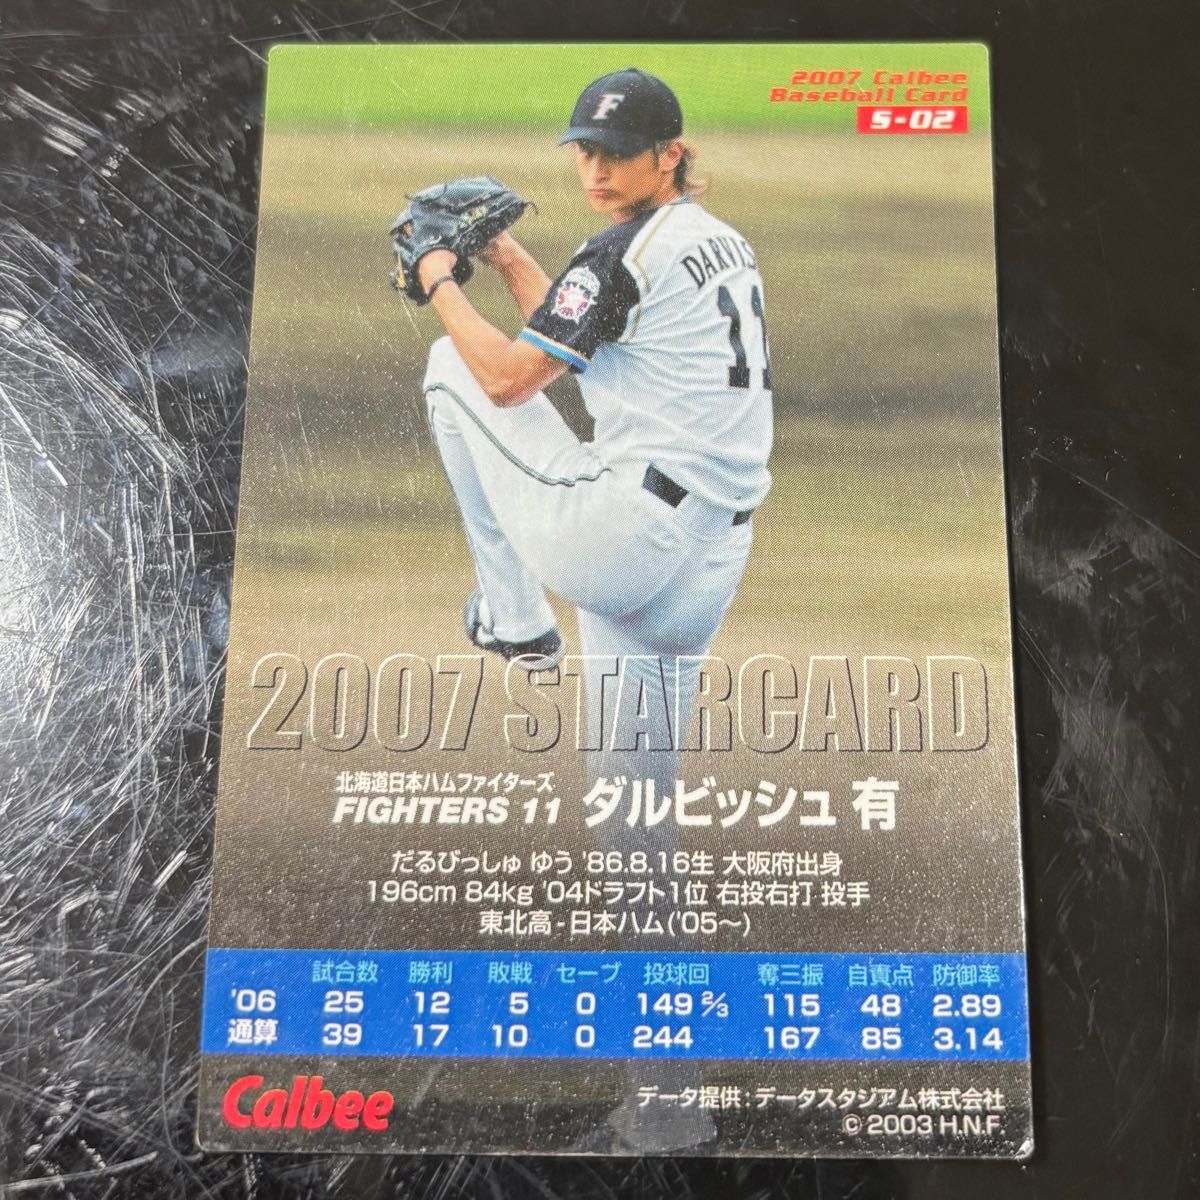 2007 Calbee
Baseball Card
S-02
F
DARVIS
11
2007 STARCARD
北海道日本ハムファイターズ
FIGHTERS 11 ダルビッシュ 有
だるびっしゅ ゆう '86.8.16生 大阪府出身
196cm 84kg '04ドラフト1位 右投右打 投手
東北高-日本ハム('05〜)
試合数 勝利 敗戦 セーブ 投球回 奪三振 自責点 防御率
'06 25 12 5 0 149 2/3 115 48 2.89
通算 39 17 10 0 244 167 85 3.14
Calbee
データ提供:データスタジアム株式会社
© 2003 H.N.F.